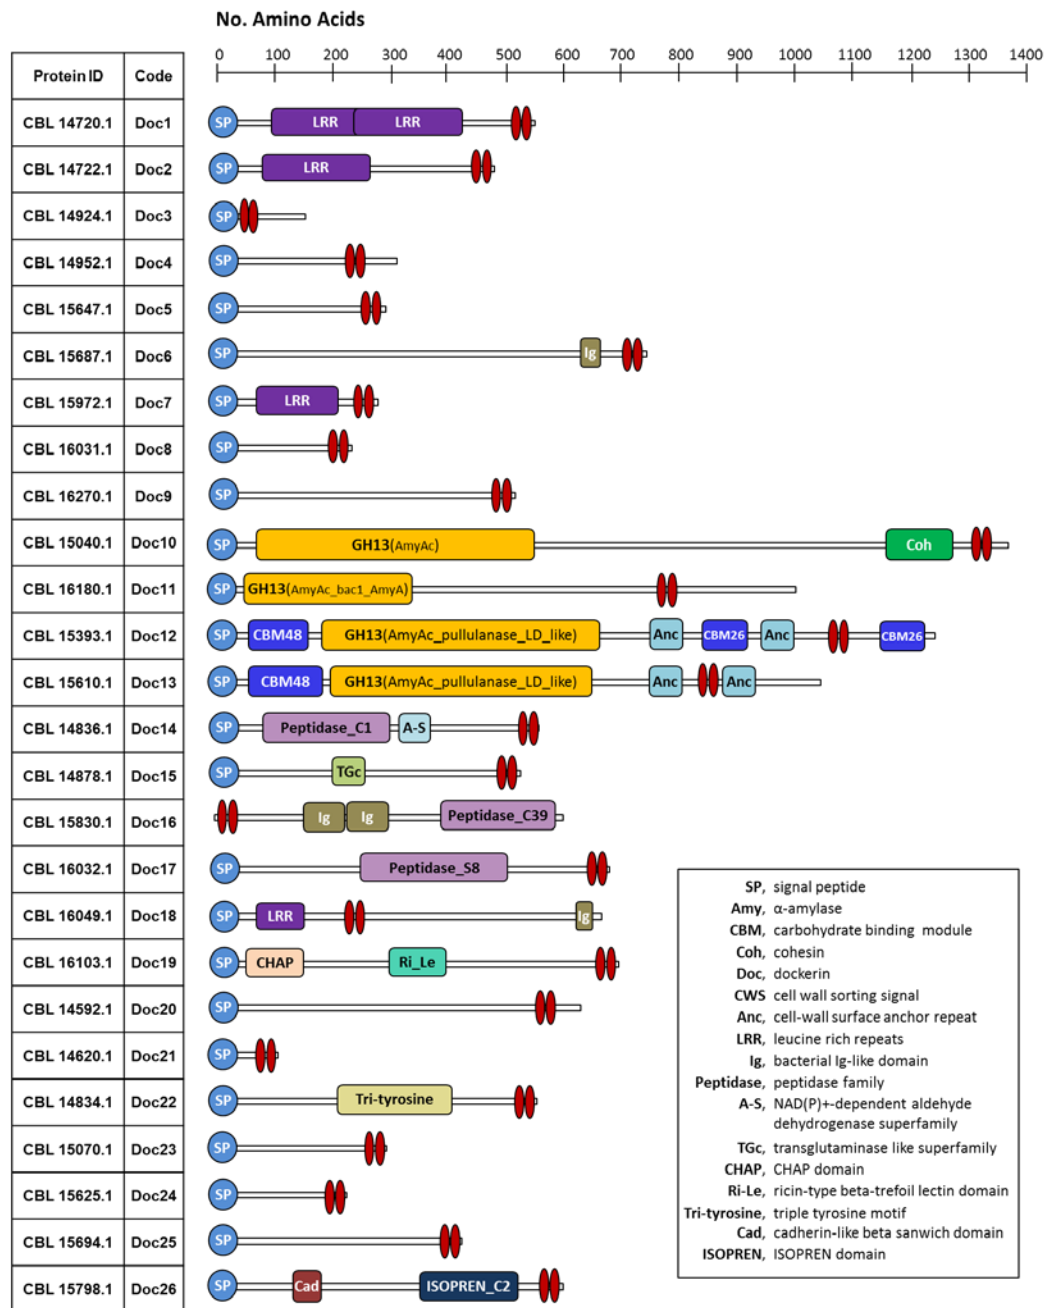 No. Amino Acids
Protein ID Code 0 100 200 300 400 500 600 700 800 900 1000 1100 1200 1300 1400
CBL 14720.1 Doc1 SP LRR LRR
CBL 14722.1 Doc2 SP LRR
CBL 14924.1 Doc3 SP
CBL 14952.1 Doc4 SP
CBL 15647.1 Doc5 SP
CBL 15687.1 Doc6 SP Ig
CBL 15972.1 Doc7 SP LRR
CBL 16031.1 Doc8 SP
CBL 16270.1 Doc9 SP
CBL 15040.1 Doc10 SP GH13(AmyAc) Coh
CBL 16180.1 Doc11 SP GH13(AmyAc_bac1_AmyA)
CBL 15393.1 Doc12 SP CBM48 GH13(AmyAc_pullulanase_LD_like) Anc CBM26 Anc CBM26
CBL 15610.1 Doc13 SP CBM48 GH13(AmyAc_pullulanase_LD_like) Anc Anc
CBL 14836.1 Doc14 SP Peptidase_C1 A-S
CBL 14878.1 Doc15 SP TGc
CBL 15830.1 Doc16 Ig Ig Peptidase_C39
CBL 16032.1 Doc17 SP Peptidase_S8
CBL 16049.1 Doc18 SP LRR Ig
CBL 16103.1 Doc19 SP CHAP Ri_Le
CBL 14592.1 Doc20 SP
CBL 14620.1 Doc21 SP
CBL 14834.1 Doc22 SP Tri-tyrosine
CBL 15070.1 Doc23 SP
CBL 15625.1 Doc24 SP
CBL 15694.1 Doc25 SP
CBL 15798.1 Doc26 SP Cad ISOPREN_C2
SP, signal peptide
Amy, α-amylase
CBM, carbohydrate binding module
Coh, cohesin
Doc, dockerin
CWS cell wall sorting signal
Anc, cell-wall surface anchor repeat
LRR, leucine rich repeats
Ig, bacterial Ig-like domain
Peptidase, peptidase family
A-S, NAD(P)+-dependent aldehyde
dehydrogenase superfamily
TGc, transglutaminase like superfamily
CHAP, CHAP domain
Ri-Le, ricin-type beta-trefoil lectin domain
Tri-tyrosine, triple tyrosine motif
Cad, cadherin-like beta sanwich domain
ISOPREN, ISOPREN domain